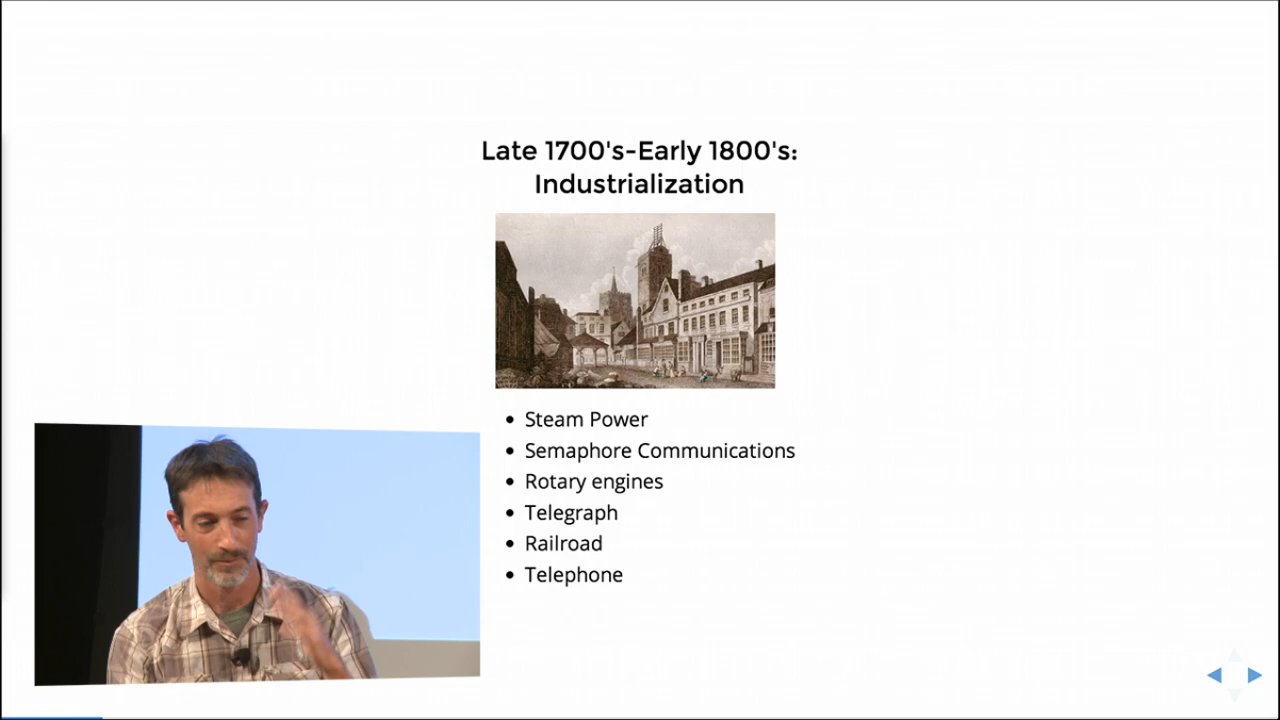 Late 1700's-Early 1800's:
Industrialization
Steam Power
Semaphore Communications
Rotary engines
Telegraph
Railroad
Telephone